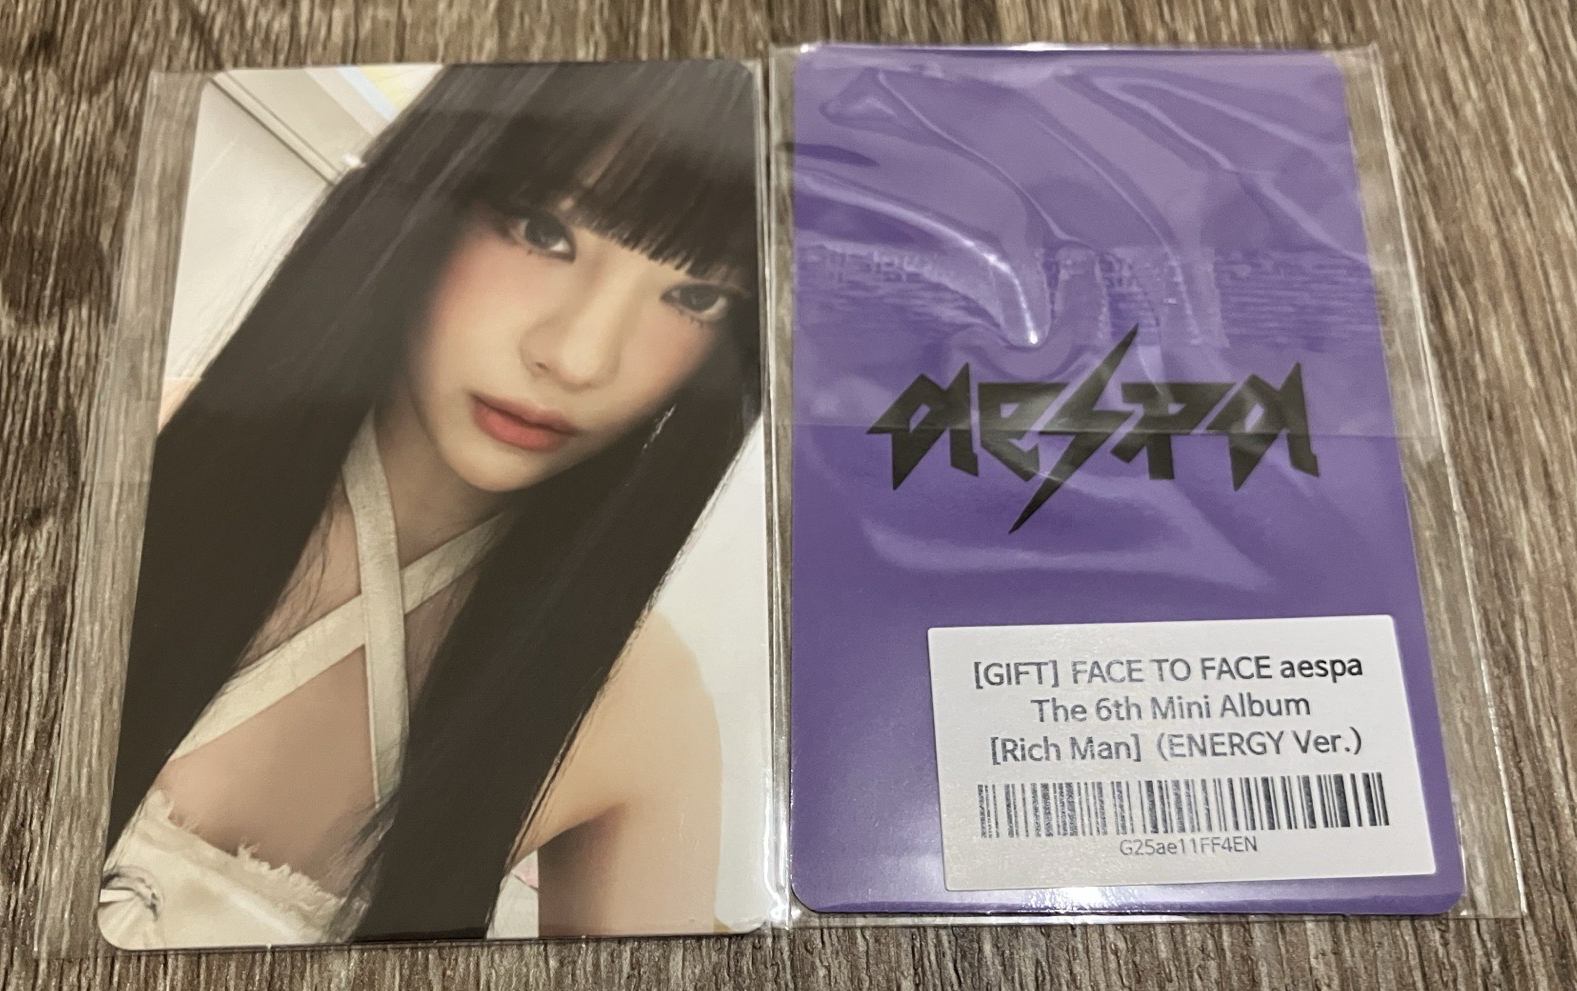 aespa
[GIFT] FACE TO FACE aespa
The 6th Mini Album
[Rich Man] (ENERGY Ver.)
G25ae11FF4EN